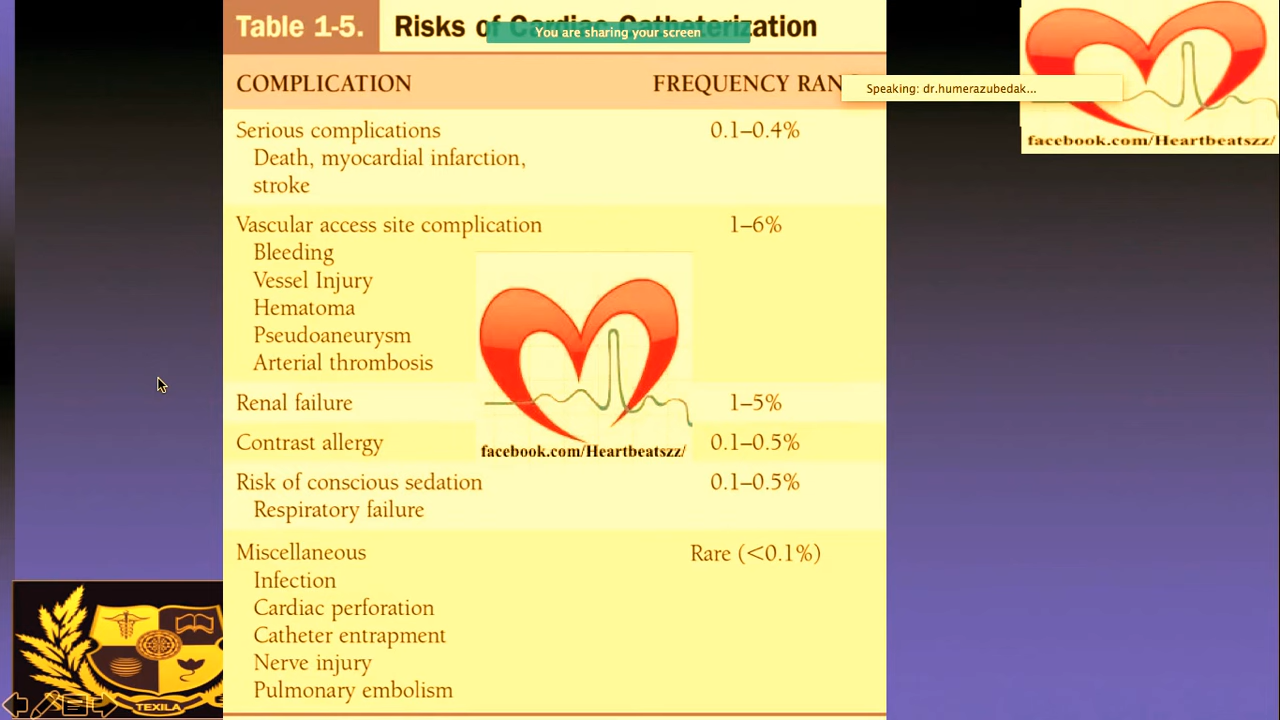 Table 1-5. Risks of Cardiac Catheterization
You are sharing your screen
COMPLICATION FREQUENCY RAN
Speaking: dr.humerazubedak...
facebook.com/Heartbeatszz/
Serious complications 0.1–0.4%
Death, myocardial infarction,
stroke
Vascular access site complication 1–6%
Bleeding
Vessel Injury
Hematoma
Pseudoaneurysm
Arterial thrombosis
Renal failure 1–5%
Contrast allergy 0.1–0.5%
facebook.com/Heartbeatszz/
Risk of conscious sedation 0.1–0.5%
Respiratory failure
Miscellaneous Rare (<0.1%)
Infection
Cardiac perforation
Catheter entrapment
Nerve injury
Pulmonary embolism
TEXILA